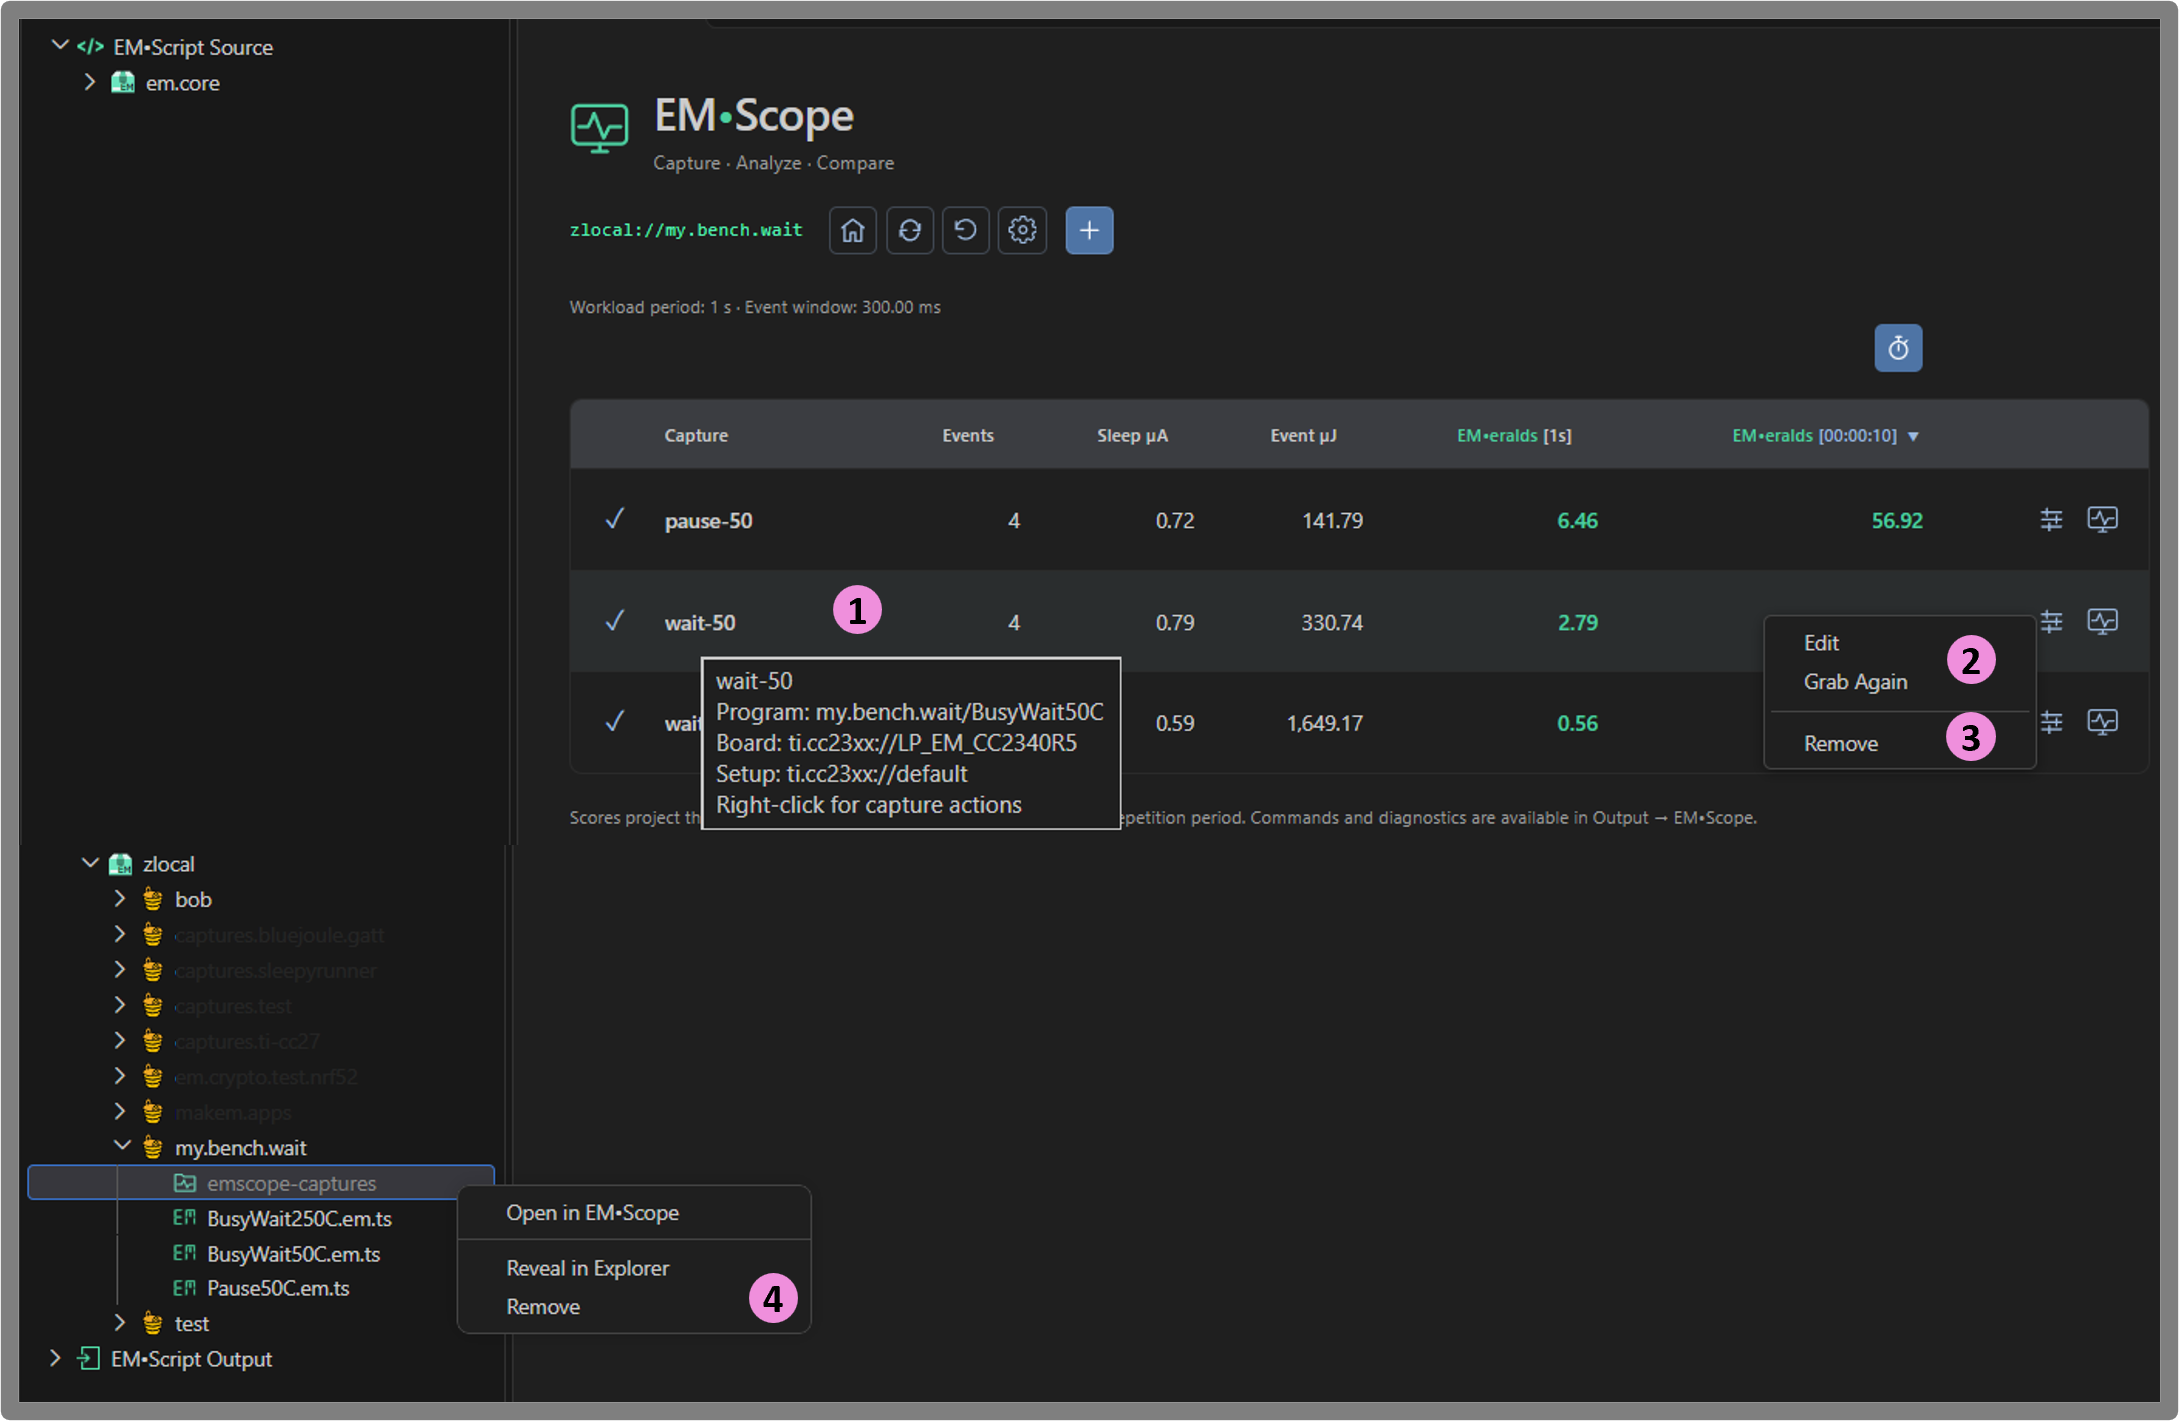 EM•Script Source
em.core
EM•Scope
Capture · Analyze · Compare
zlocal://my.bench.wait
Workload period: 1 s · Event window: 300.00 ms
Capture Events Sleep µA Event µJ EM•eralds [1s] EM•eralds [00:00:10] ▼
pause-50 4 0.72 141.79 6.46 56.92
wait-50 4 0.79 330.74 2.79
1
wait-50
Program: my.bench.wait/BusyWait50C
Board: ti.cc23xx://LP_EM_CC2340R5
Setup: ti.cc23xx://default
Right-click for capture actions
Edit
Grab Again
2
Remove
3
0.59 1,649.17 0.56
Scores project petition period. Commands and diagnostics are available in Output → EM•Scope.
zlocal
bob
captures.bluejoule.gatt
captures.sleepyrunner
captures.test
captures.ti-cc27
em.crypto.test.nrf52
makem.apps
my.bench.wait
emscope-captures
BusyWait250C.em.ts
BusyWait50C.em.ts
Pause50C.em.ts
test
EM•Script Output
Open in EM•Scope
Reveal in Explorer
Remove
4